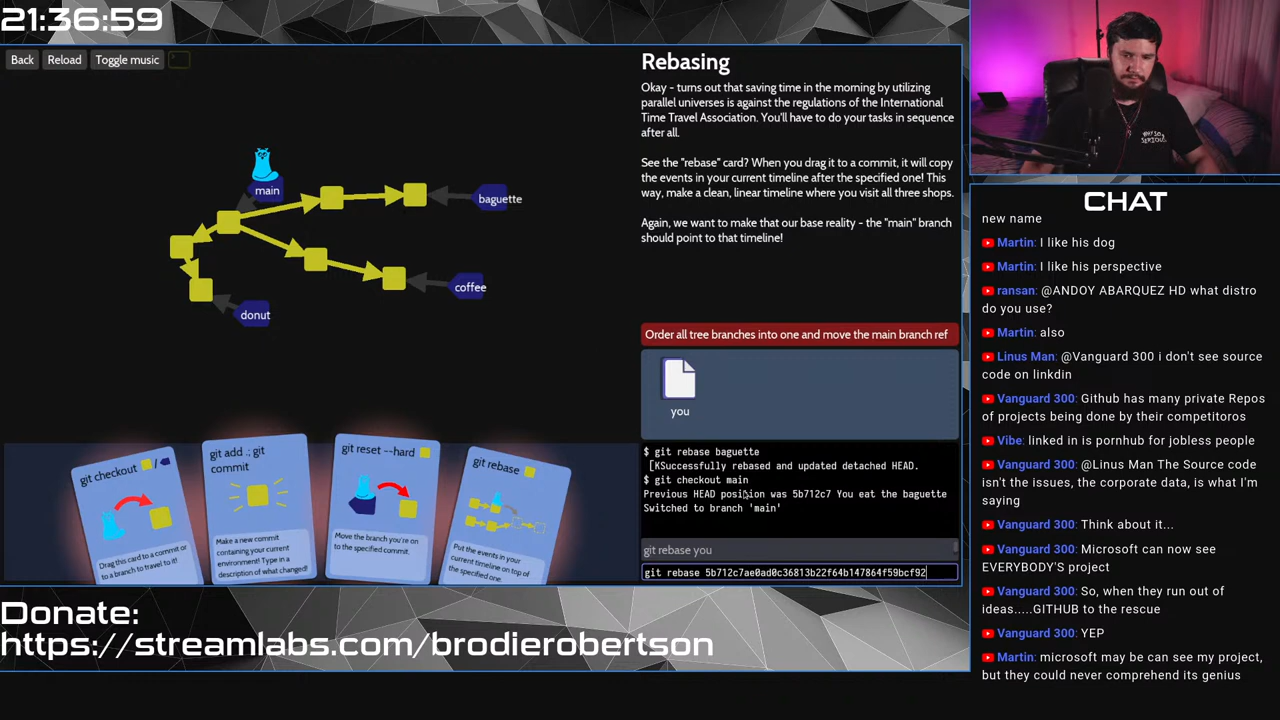 21:36:59
Back
Reload
Toggle music
main
baguette
coffee
donut
Rebasing
Okay - turns out that saving time in the morning by utilizing
parallel universes is against the regulations of the International
Time Travel Association. You'll have to do your tasks in sequence
after all.
See the "rebase" card? When you drag it to a commit, it will copy
the events in your current timeline after the specified one! This
way, make a clean, linear timeline where you visit all three shops.
Again, we want to make that our base reality - the "main" branch
should point to that timeline!
Order all tree branches into one and move the main branch ref
you
$ git rebase baguette
[KSuccessfully rebased and updated detached HEAD.
$ git checkout main
Previous HEAD position was 5b712c7 You eat the baguette
Switched to branch 'main'
git rebase you
git rebase 5b712c7ae0ad0c36813b22f64b147864f59bcf92
git checkout /
Drag this card to a commit or
to a branch to travel to it!
git add .; git
commit
Make a new commit
containing your current
environment! Type in a
description of what changed!
git reset --hard
Move the branch you're on
to the specified commit.
git rebase
Put the events in your
current timeline on top of
the specified one.
CHAT
new name
Martin: I like his dog
Martin: I like his perspective
ransan: @ANDOY ABARQUEZ HD what distro
do you use?
Martin: also
Linus Man: @Vanguard 300 i don't see source
code on linkdin
Vanguard 300: Github has many private Repos
of projects being done by their competitoros
Vibe: linked in is pornhub for jobless people
Vanguard 300: @Linus Man The Source code
isn't the issues, the corporate data, is what I'm
saying
Vanguard 300: Think about it...
Vanguard 300: Microsoft can now see
EVERYBODY'S project
Vanguard 300: So, when they run out of
ideas.....GITHUB to the rescue
Vanguard 300: YEP
Martin: microsoft may be can see my project,
but they could never comprehend its genius
Donate:
https://streamlabs.com/brodierobertson